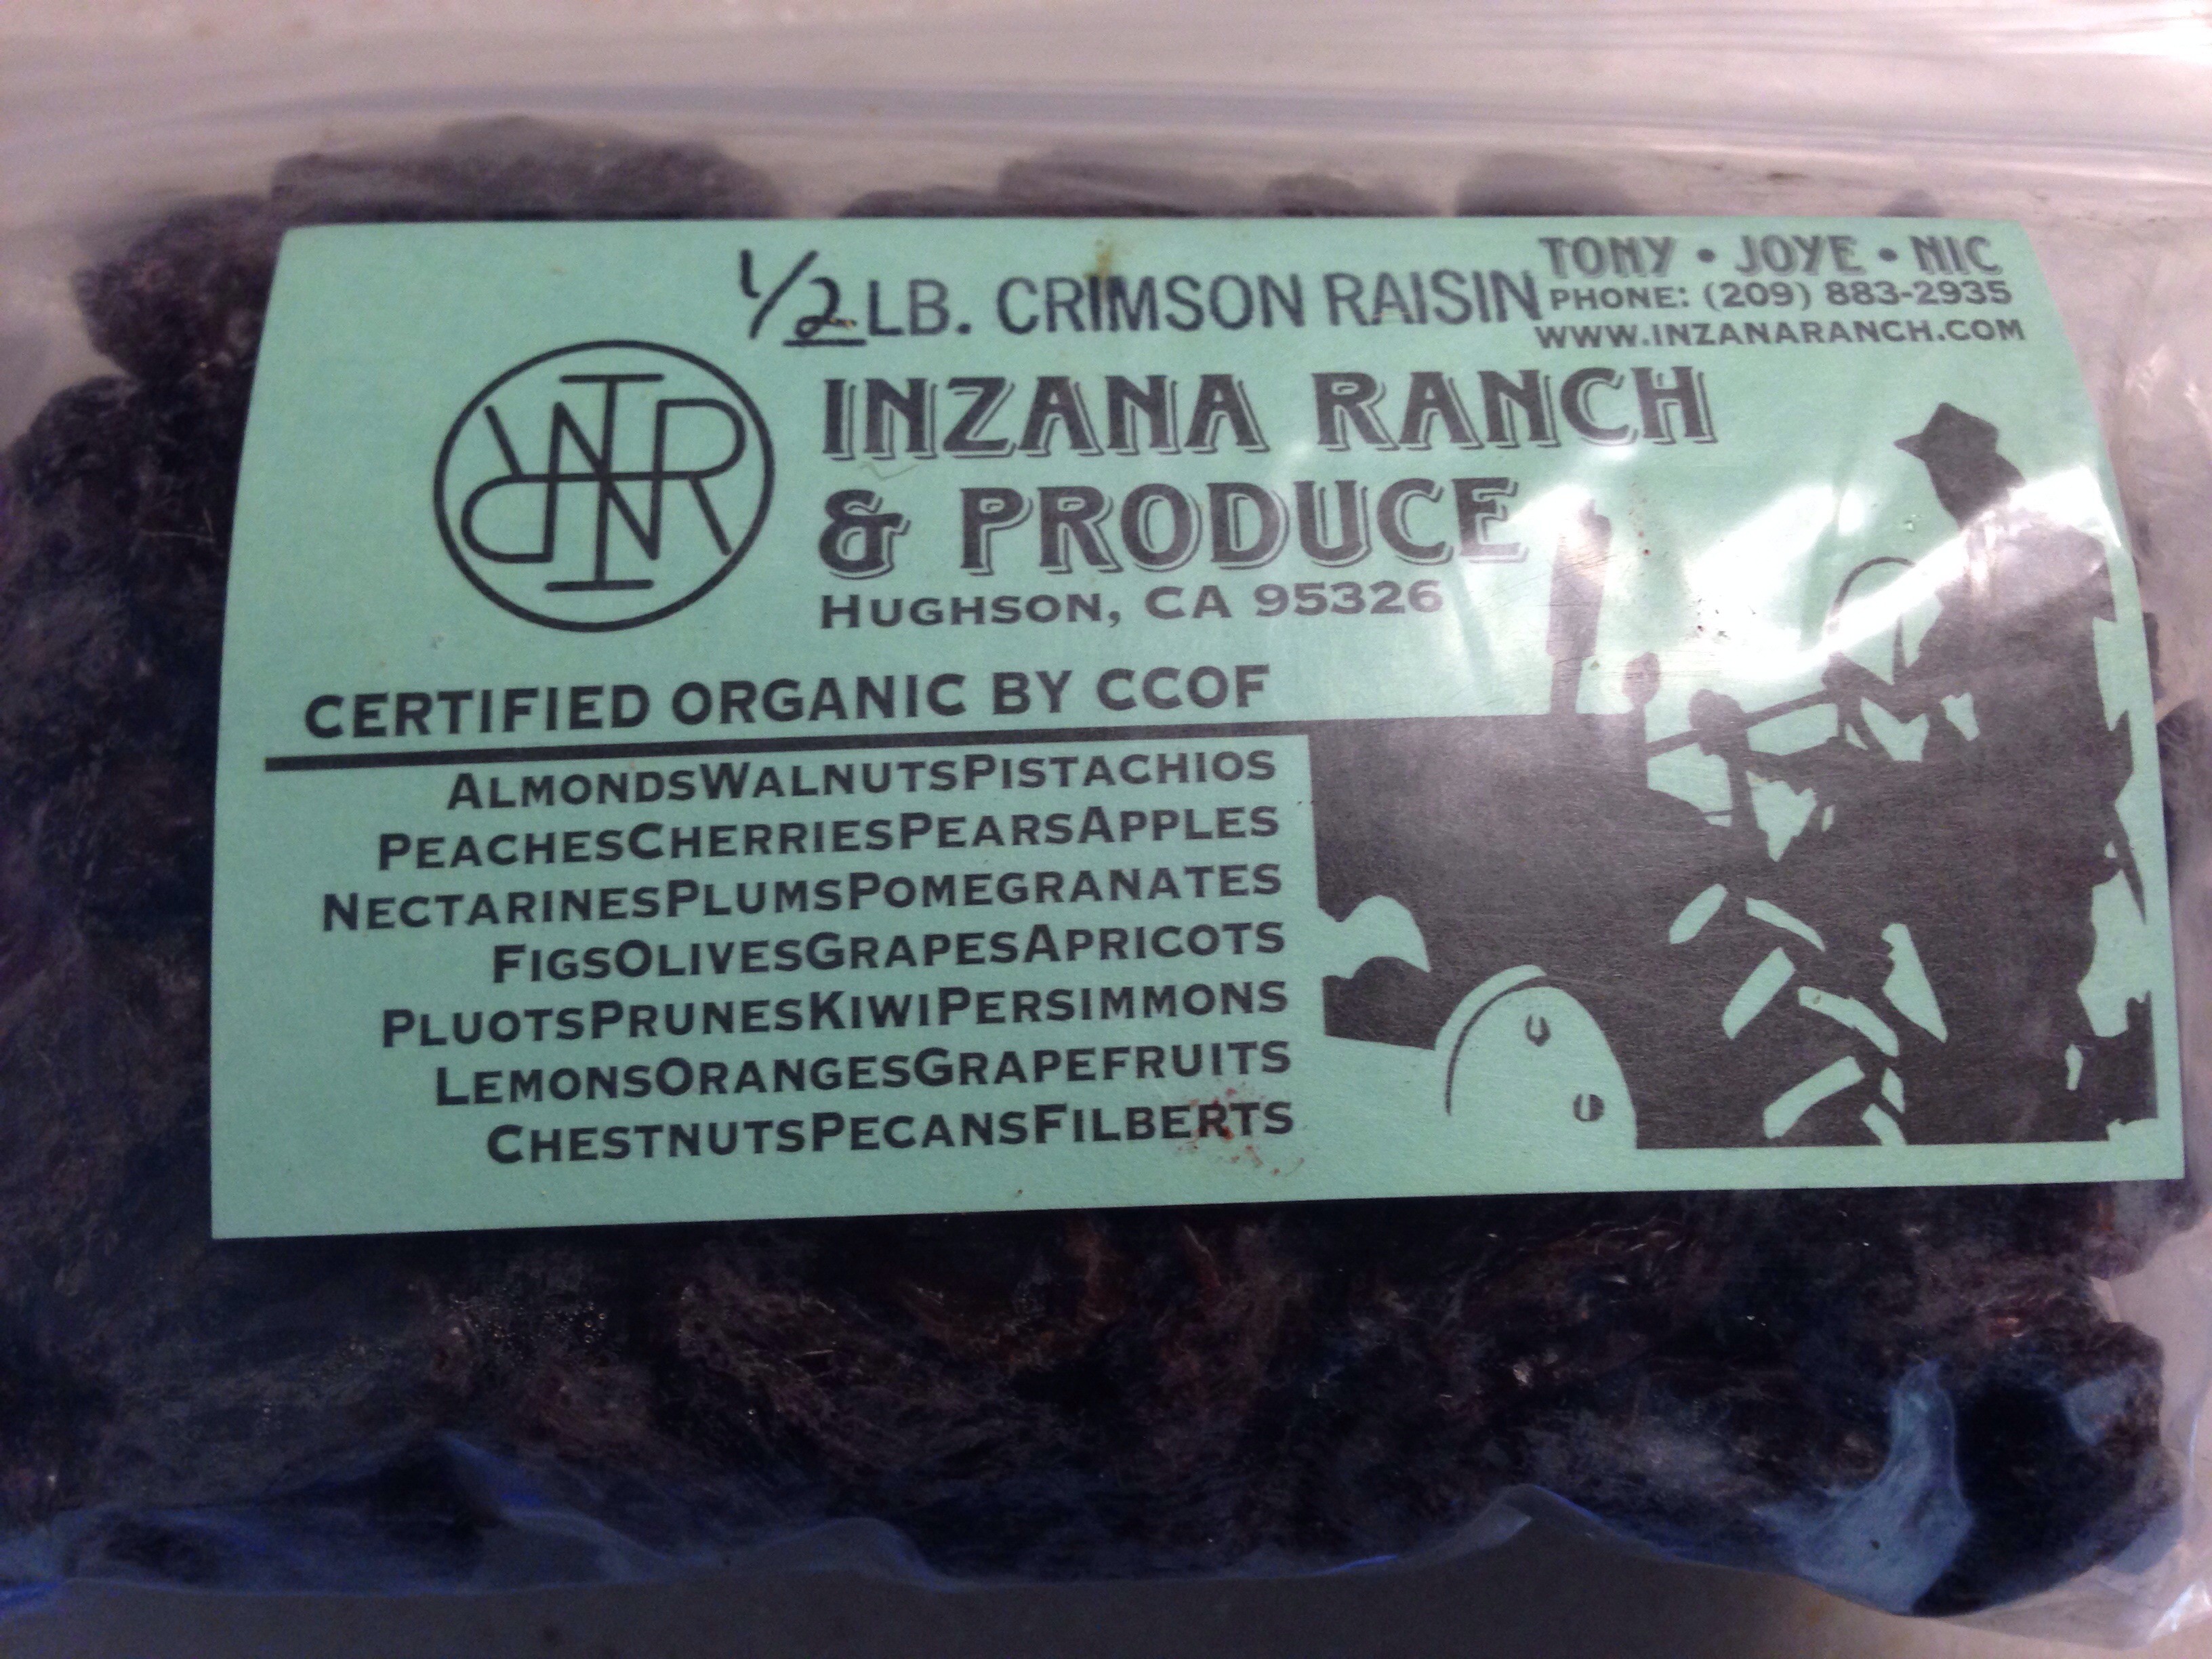 1/2 LB. CRIMSON RAISIN
TONY • JOYE • NIC
PHONE: (209) 883-2935
WWW.INZANARANCH.COM
INZANA RANCH
& PRODUCE
HUGHSON, CA 95326
CERTIFIED ORGANIC BY CCOF
ALMONDSWALNUTSPISTACHIOS
PEACHESCHERRIESPEARSAPPLES
NECTARINESPLUMSPOMEGRANATES
FIGSOLIVESGRAPESAPRICOTS
PLUOTSPRUNESKIWIPERSIMMONS
LEMONSORANGESGRAPEFRUITS
CHESTNUTSPECANSFILBERTS